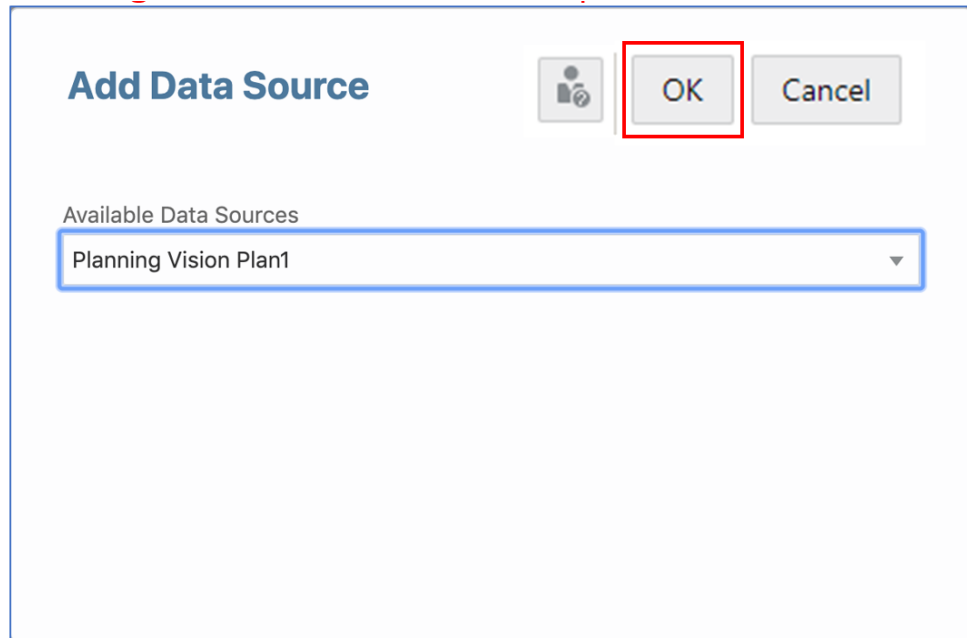 Add Data Source
OK
Cancel
Available Data Sources
Planning Vision Plan1